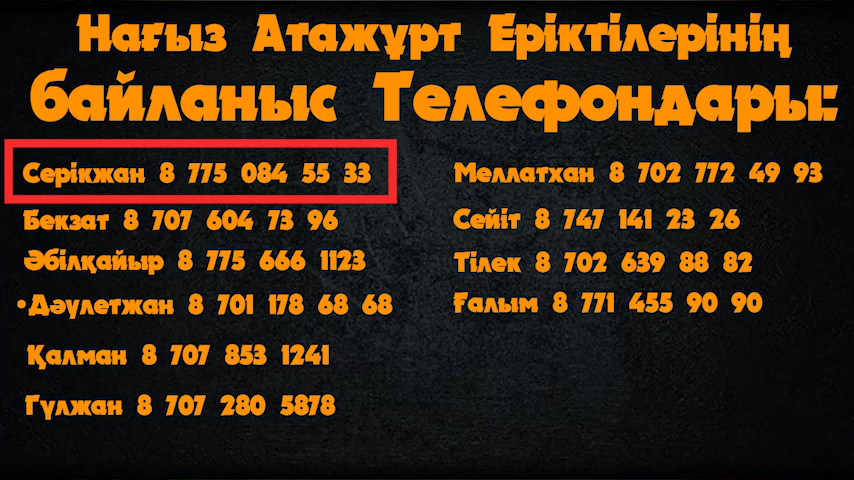 Нағыз Атажұрт Еріктілерінің
байланыс Телефондары:
Серікжан 8 775 084 55 33
Бекзат 8 707 604 73 96
Әбілқайыр 8 775 666 1123
•Дәулетжан 8 701 178 68 68
Қалман 8 707 853 1241
Гүлжан 8 707 280 5878
Меллатхан 8 702 772 49 93
Сейіт 8 747 141 23 26
Тілек 8 702 639 88 82
Ғалым 8 771 455 90 90